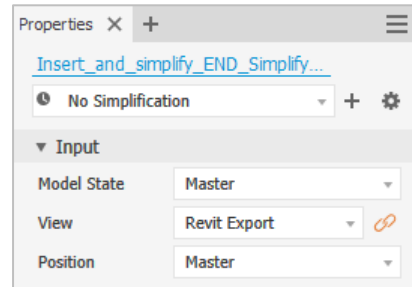 Properties
Insert_and_simplify_END_Simplify...
No Simplification
Input
Model State Master
View Revit Export
Position Master